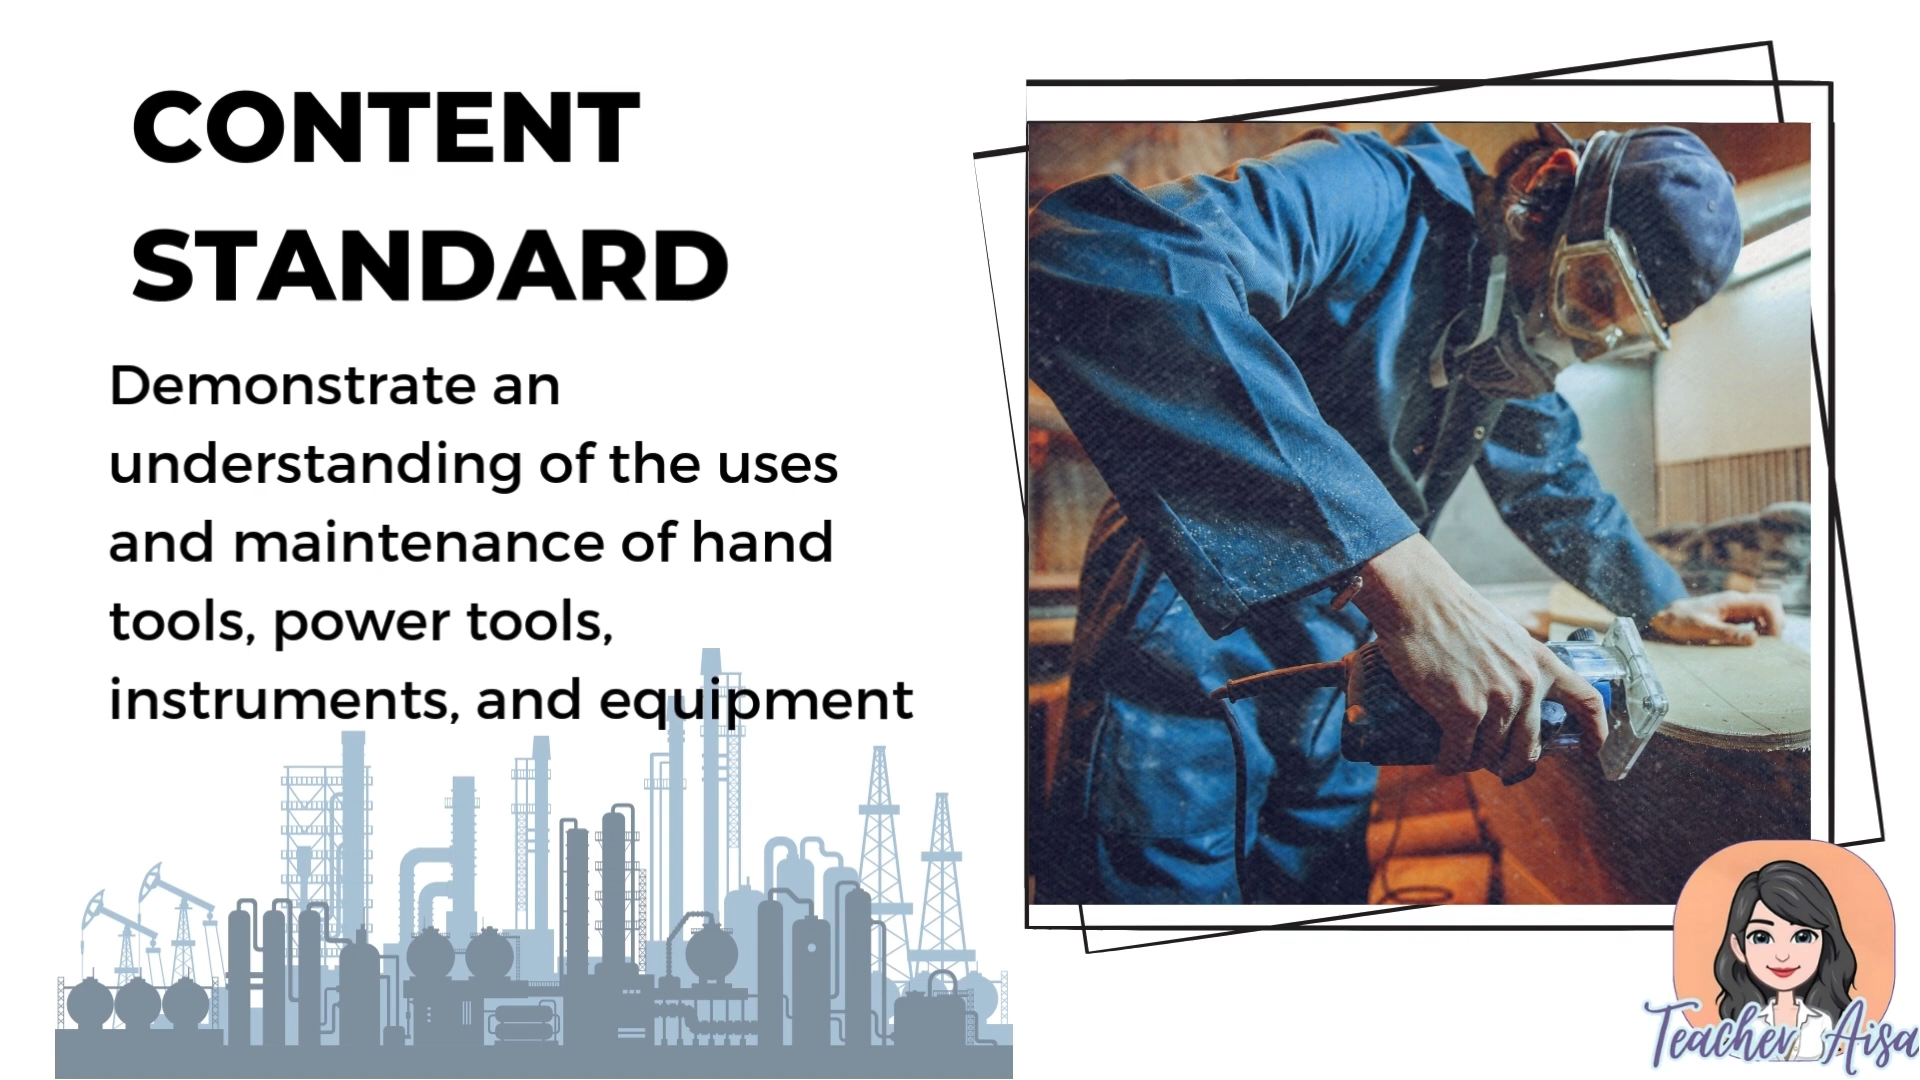 CONTENT
STANDARD
Demonstrate an
understanding of the uses
and maintenance of hand
tools, power tools,
instruments, and equipment
Teacher Aisa